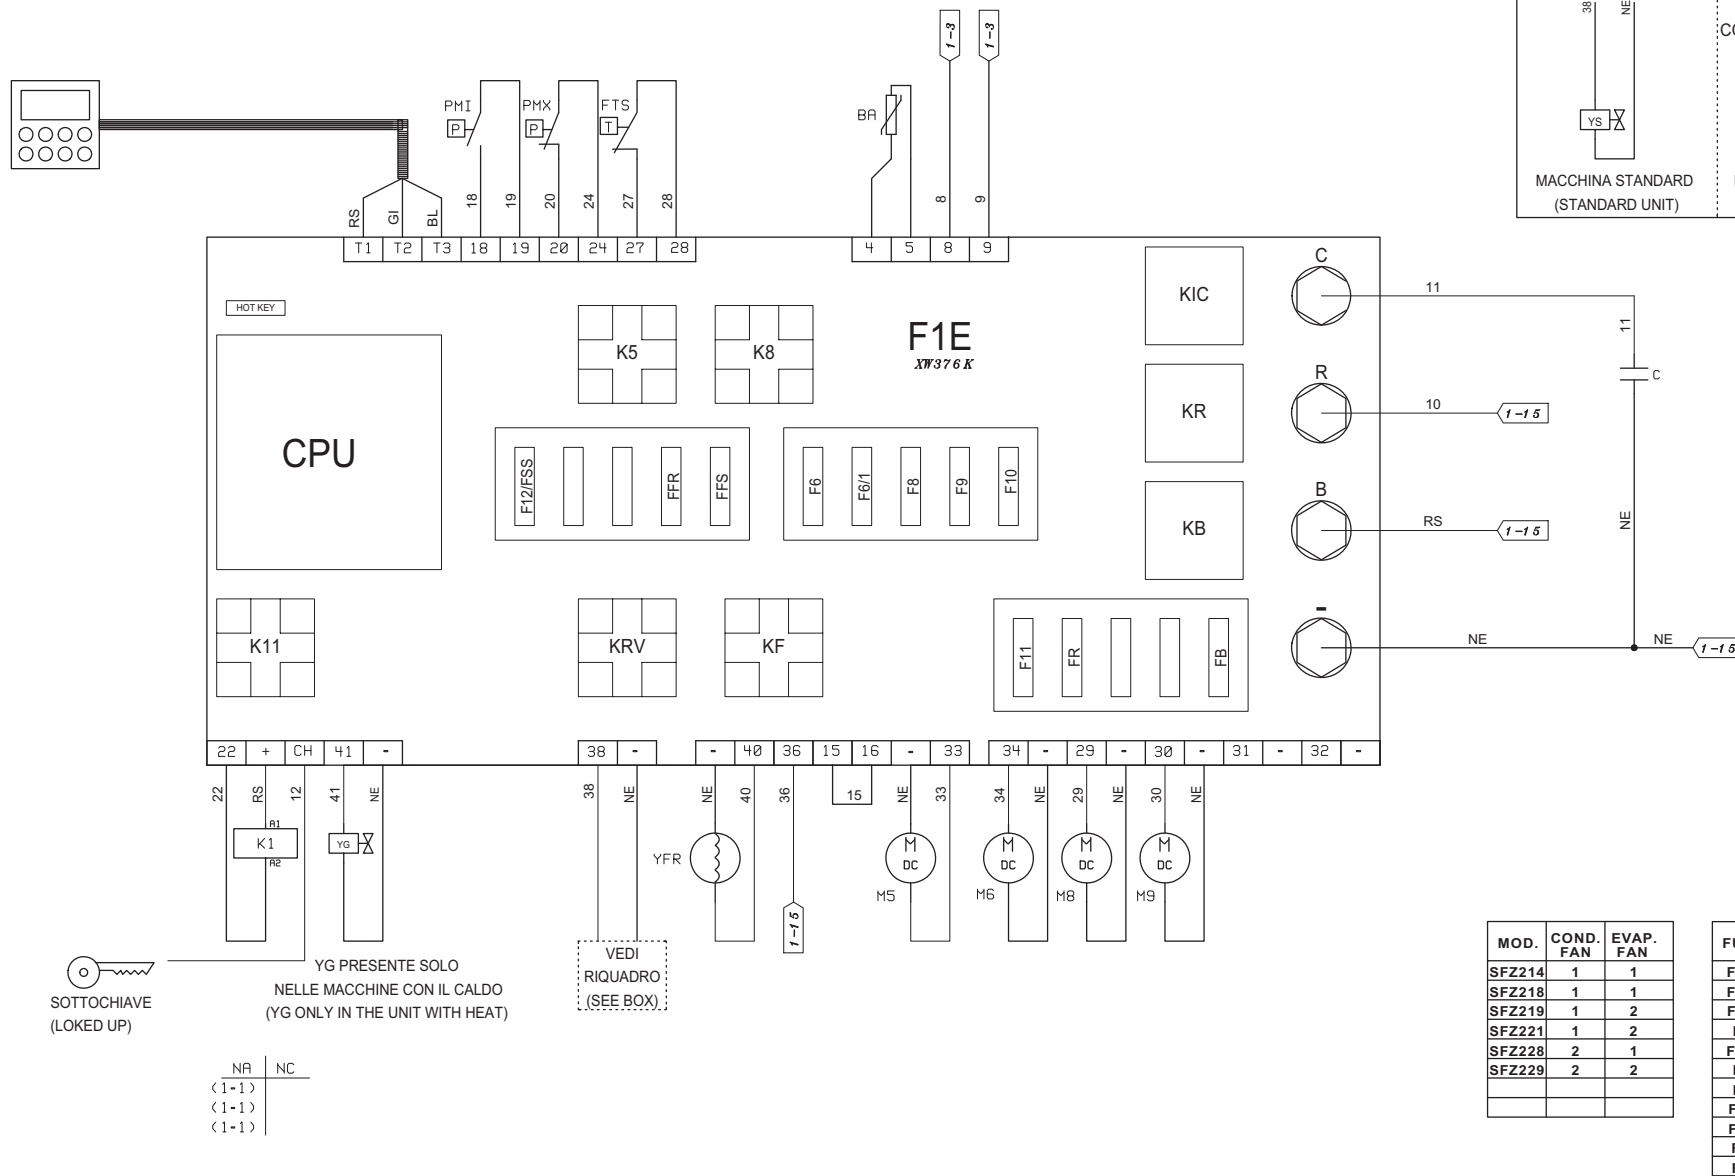 1-3
1-3
38
NE
PMI
P
PMX
P
FTS
T
BA
YS
MACCHINA STANDARD
(STANDARD UNIT)
RS
GI
BL
18
19
20
24
27
28
8
9
T1 T2 T3 18 19 20 24 27 28
4 5 8 9
HOT KEY
CPU
K5
K8
F1E
XW376K
KIC
KR
KB
C
R
B
-
11
11
C
10
1-15
RS
1-15
NE
NE
NE
1-15
F12/FSS
FFR
FFS
F6
F6/1
F8
F9
F10
K11
KRV
KF
F11
FR
FB
22 + CH 41 -
38 -
- 40 36 15 16 - 33
34 - 29 - 30 - 31 - 32 -
22
RS
12
41
NE
38
NE
NE
40
36
15
NE
33
34
NE
29
NE
30
NE
A1
K1
A2
YG
YFR
M
DC
M5
M
DC
M6
M
DC
M8
M
DC
M9
1-15
SOTTOCHIAVE
(LOKED UP)
YG PRESENTE SOLO
NELLE MACCHINE CON IL CALDO
(YG ONLY IN THE UNIT WITH HEAT)
VEDI
RIQUADRO
(SEE BOX)
NA NC
(1-1)
(1-1)
(1-1)
MOD. COND. FAN EVAP. FAN
SFZ214 1 1
SFZ218 1 1
SFZ219 1 2
SFZ221 1 2
SFZ228 2 1
SFZ229 2 2